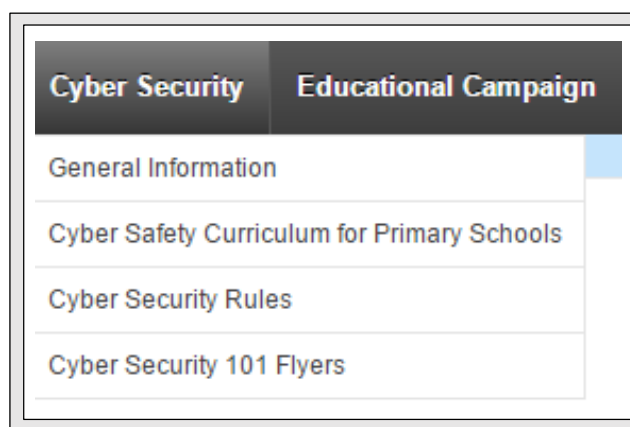 Cyber Security Educational Campaign
General Information
Cyber Safety Curriculum for Primary Schools
Cyber Security Rules
Cyber Security 101 Flyers